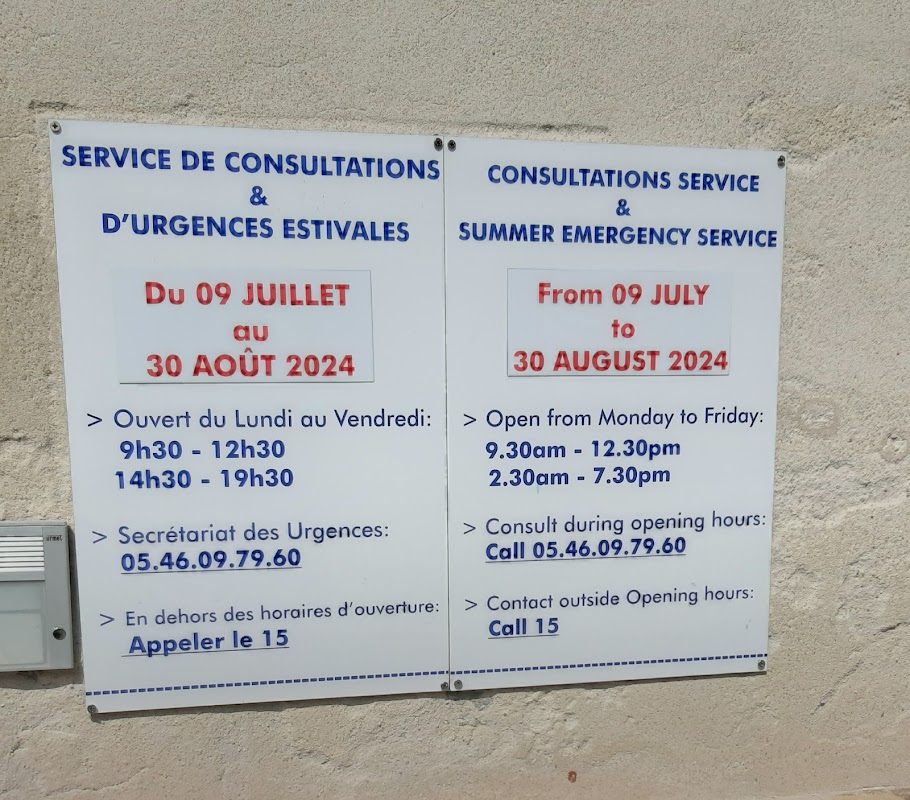 SERVICE DE CONSULTATIONS
&
D'URGENCES ESTIVALES
Du 09 JUILLET
au
30 AOÛT 2024
> Ouvert du Lundi au Vendredi:
9h30 - 12h30
14h30 - 19h30
> Secrétariat des Urgences:
05.46.09.79.60
> En dehors des horaires d'ouverture:
Appeler le 15
CONSULTATIONS SERVICE
&
SUMMER EMERGENCY SERVICE
From 09 JULY
to
30 AUGUST 2024
> Open from Monday to Friday:
9.30am - 12.30pm
2.30am - 7.30pm
> Consult during opening hours:
Call 05.46.09.79.60
> Contact outside Opening hours:
Call 15